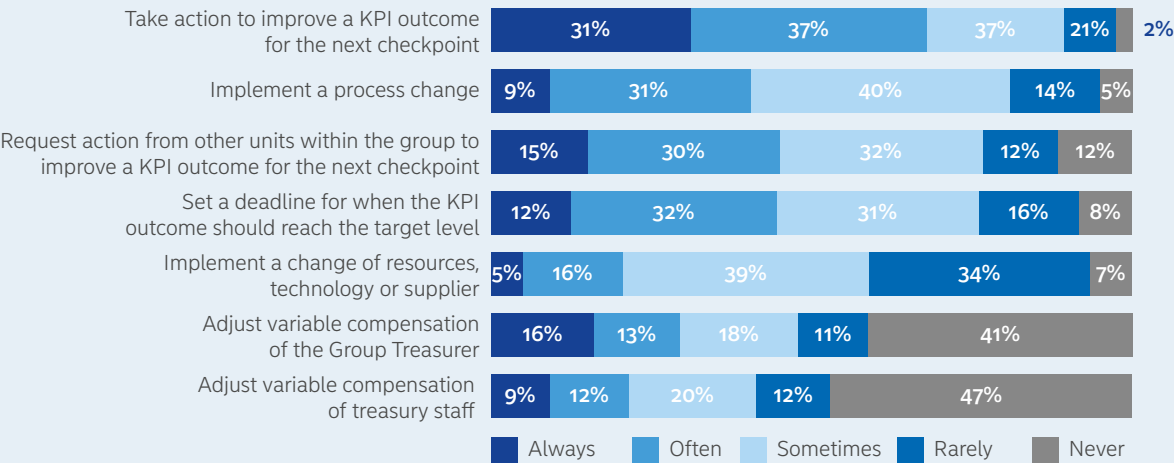 Take action to improve a KPI outcome
for the next checkpoint
31% 37% 37% 21% 2%
Implement a process change
9% 31% 40% 14% 5%
Request action from other units within the group to
improve a KPI outcome for the next checkpoint
15% 30% 32% 12% 12%
Set a deadline for when the KPI
outcome should reach the target level
12% 32% 31% 16% 8%
Implement a change of resources,
technology or supplier
5% 16% 39% 34% 7%
Adjust variable compensation
of the Group Treasurer
16% 13% 18% 11% 41%
Adjust variable compensation
of treasury staff
9% 12% 20% 12% 47%
Always Often Sometimes Rarely Never